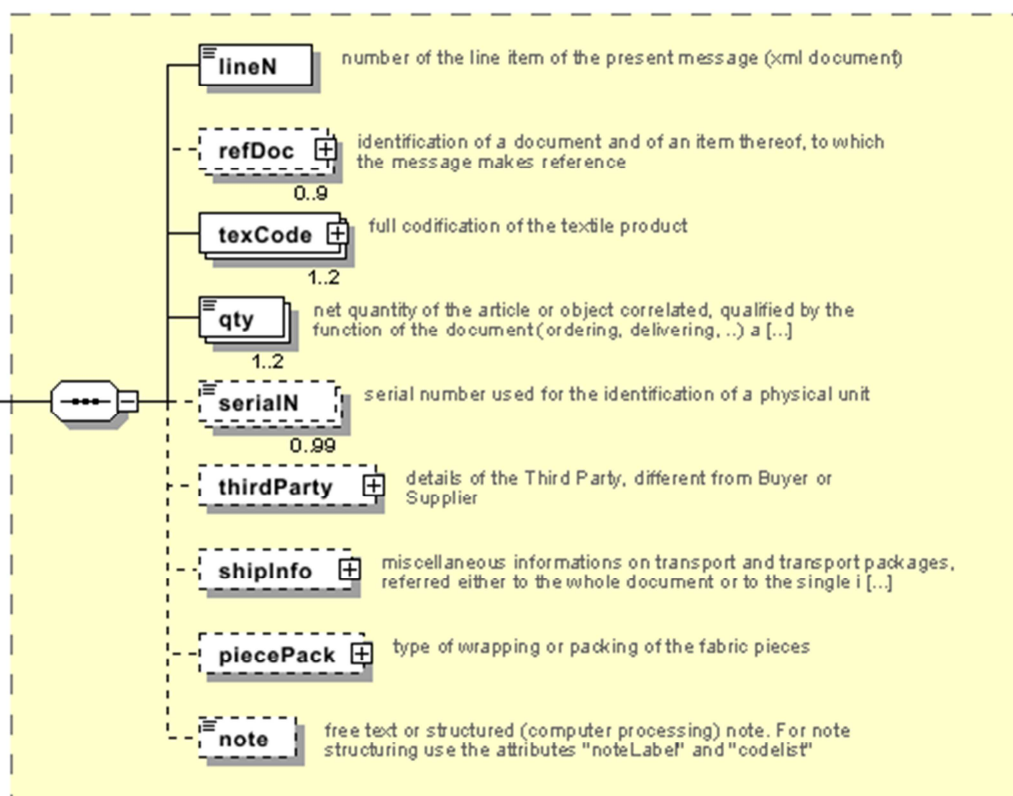 lineN
number of the line item of the present message (xml document)
refDoc
identification of a document and of an item thereof, to which
the message makes reference
0..9
texCode
full codification of the textile product
1..2
qty
net quantity of the article or object correlated, qualified by the
function of the document (ordering, delivering, ..) a [...]
1..2
serialN
serial number used for the identification of a physical unit
0..99
thirdParty
details of the Third Party, different from Buyer or
Supplier
shipInfo
miscellaneous informations on transport and transport packages,
referred either to the whole document or to the single i [...]
piecePack
type of wrapping or packing of the fabric pieces
note
free text or structured (computer processing) note. For note
structuring use the attributes "noteLabel" and "codelist"